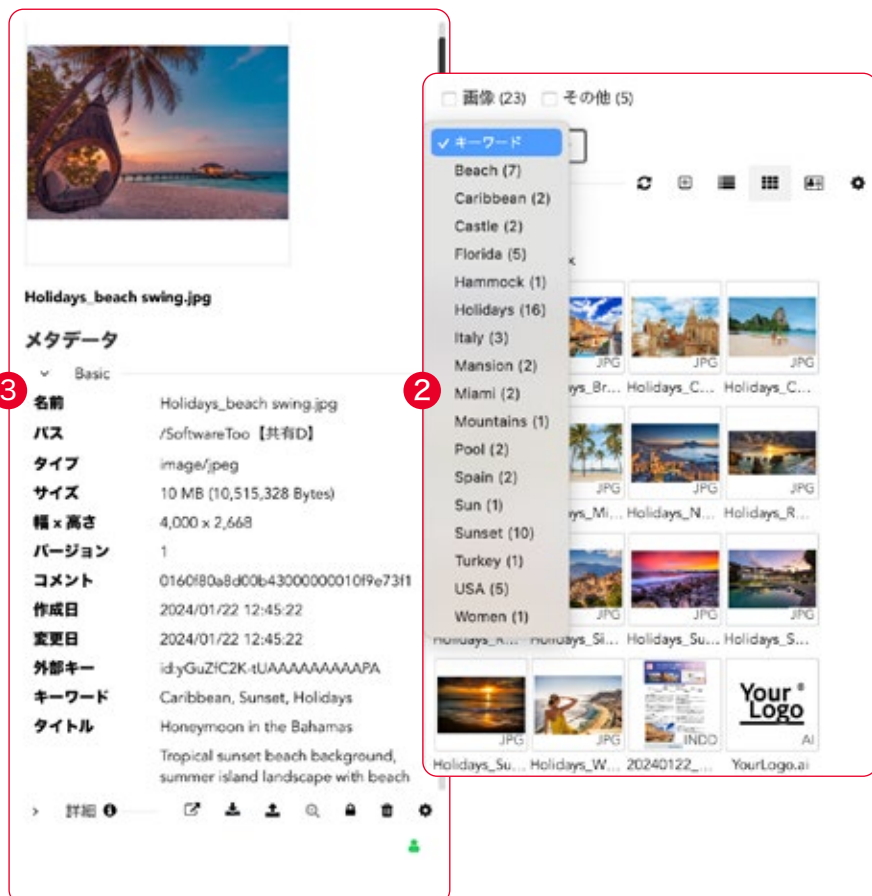 Holidays_beach swing.jpg
メタデータ
Basic
3
名前 Holidays_beach swing.jpg
パス /SoftwareToo【共有D】
タイプ image/jpeg
サイズ 10 MB (10,515,328 Bytes)
幅 x 高さ 4,000 x 2,668
バージョン 1
コメント 0160f80a8d00b43000000010f9e73f1
作成日 2024/01/22 12:45:22
変更日 2024/01/22 12:45:22
外部キー id:yGuZfC2K-tUAAAAAAAAAPA
キーワード Caribbean, Sunset, Holidays
タイトル Honeymoon in the Bahamas
Tropical sunset beach background,
summer island landscape with beach
詳細
2
画像 (23) その他 (5)
キーワード
Beach (7)
Caribbean (2)
Castle (2)
Florida (5)
Hammock (1)
Holidays (16)
Italy (3)
Mansion (2)
Miami (2)
Mountains (1)
Pool (2)
Spain (2)
Sun (1)
Sunset (10)
Turkey (1)
USA (5)
Women (1)
JPG JPG JPG
ys_Br... Holidays_C... Holidays_C...
JPG JPG JPG
ys_Mi... Holidays_N... Holidays_R...
JPG JPG JPG
Holidays_R... Holidays_Si... Holidays_Su... Holidays_S...
Your Logo
JPG JPG INDD AI
Holidays_Su... Holidays_W... 20240122_... YourLogo.ai